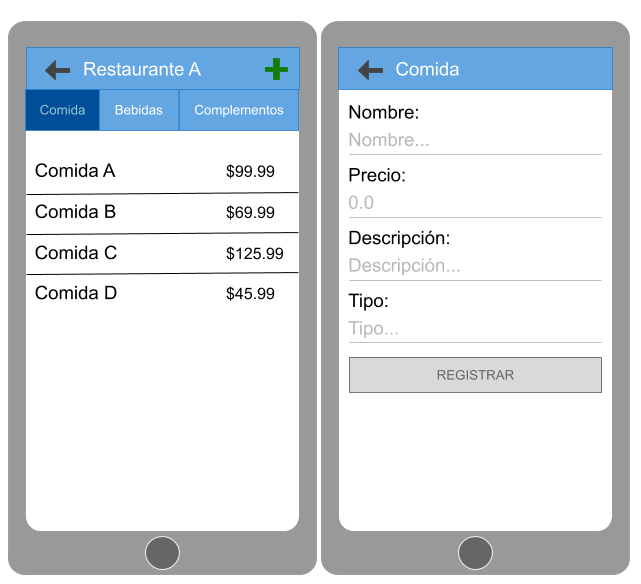 Restaurante A
Comida Bebidas Complementos
Comida A $99.99
Comida B $69.99
Comida C $125.99
Comida D $45.99
Comida
Nombre:
Nombre...
Precio:
0.0
Descripción:
Descripción...
Tipo:
Tipo...
REGISTRAR